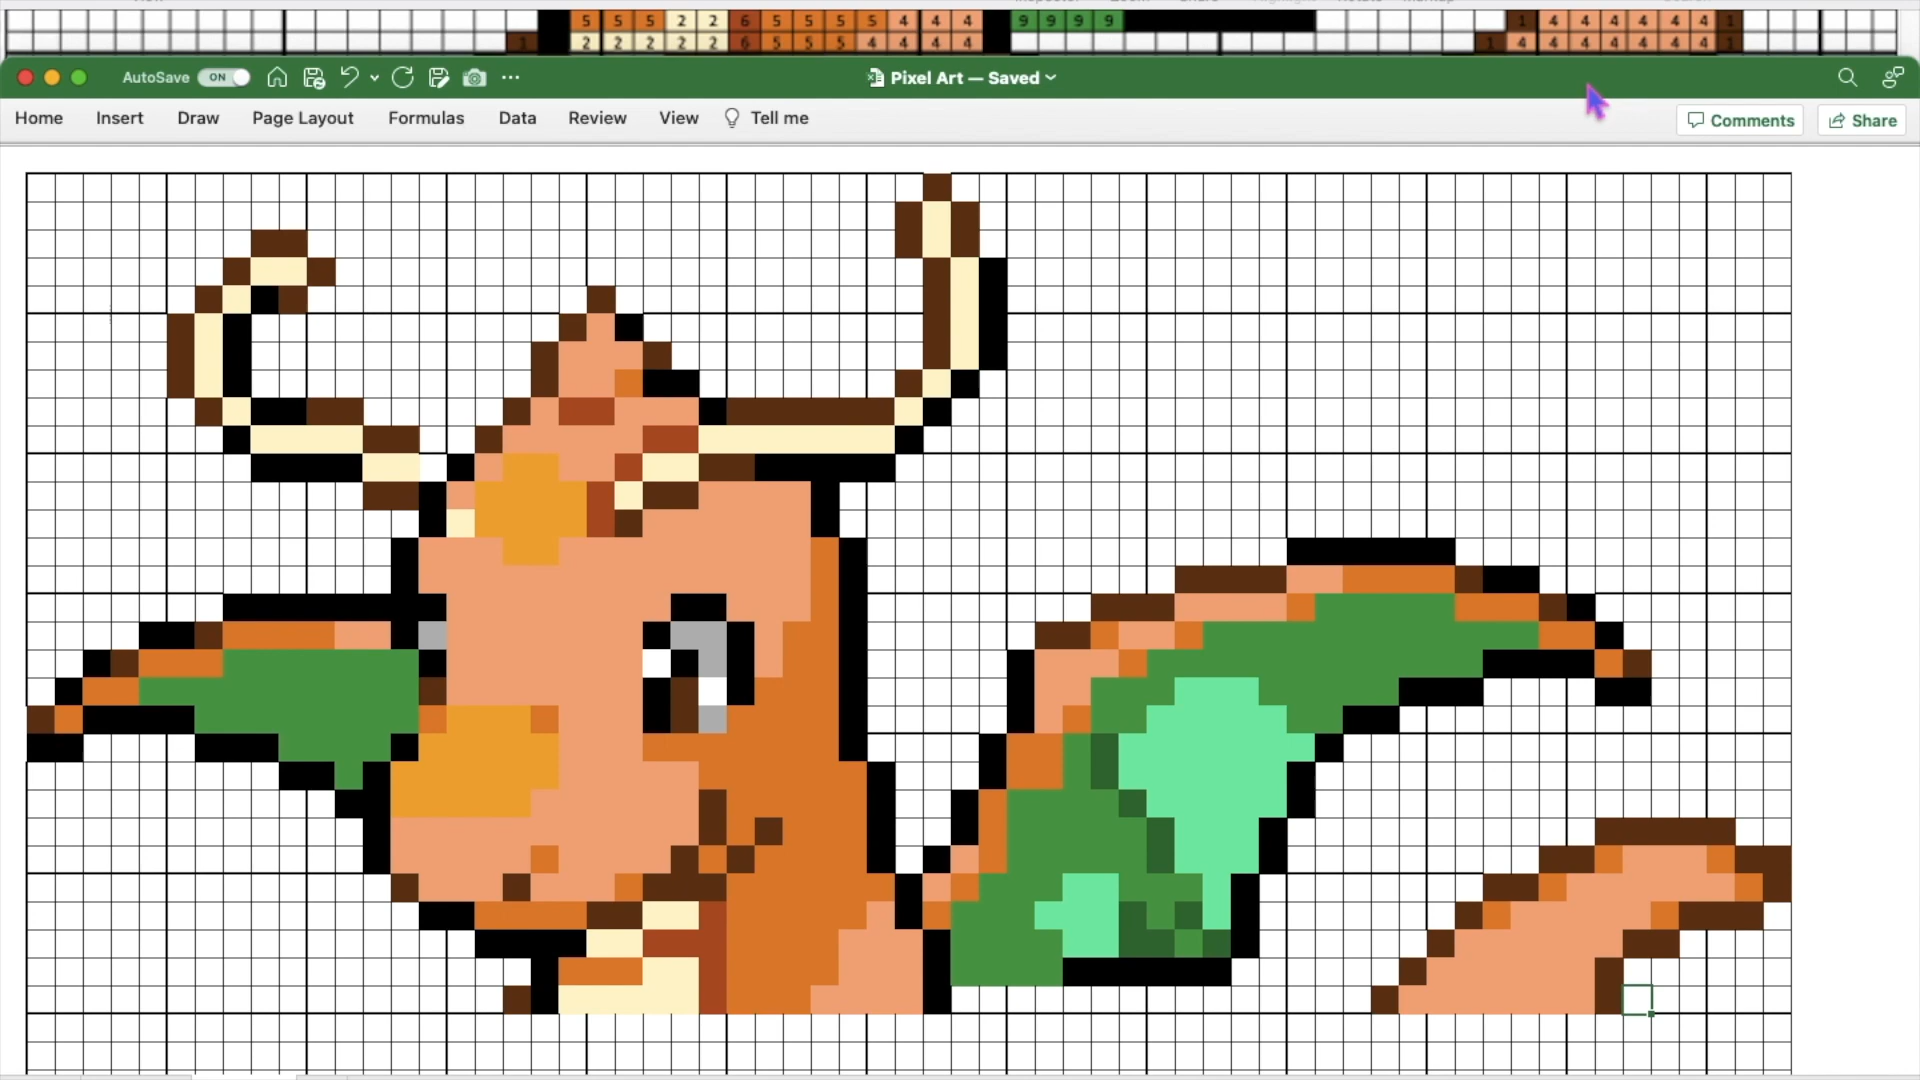 5 5 5 2 2 6 5 5 5 5 4 4 4 9 9 9 9 1 4 4 4 4 4 4 1
1 2 2 2 2 2 6 5 5 5 4 4 4 4 1 4 4 4 4 4 4 4 1
AutoSave ON
Pixel Art — Saved
Home Insert Draw Page Layout Formulas Data Review View Tell me
Comments Share